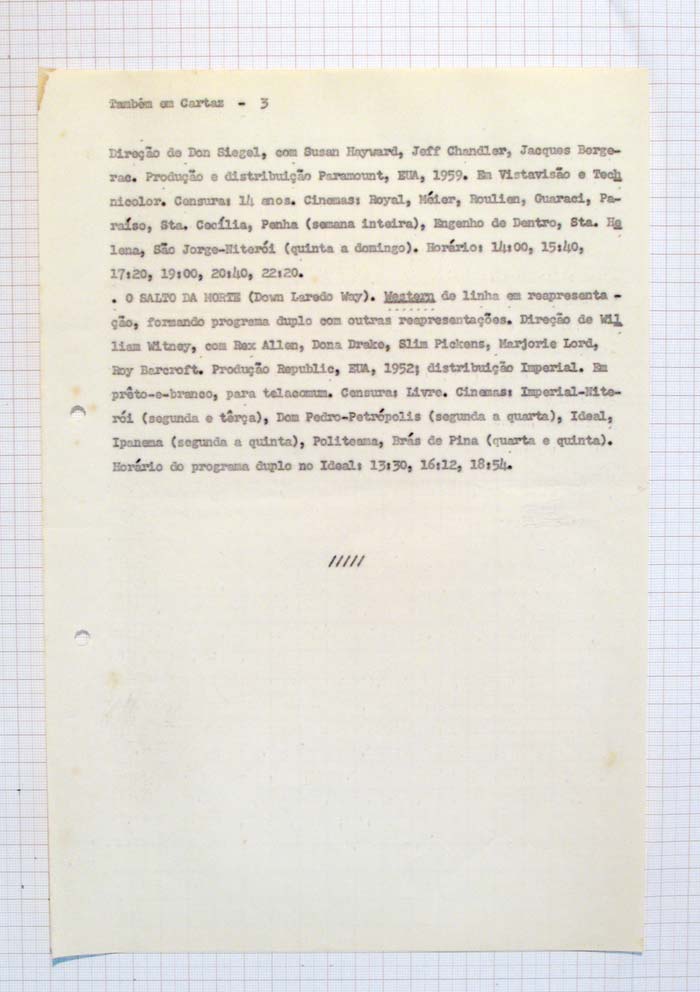 Também em Cartaz - 3
Direção de Don Siegel, com Susan Hayward, Jeff Chandler, Jacques Berge-
rac. Produção e distribuição Paramount, EUA, 1959. Em Vistavisão e Tech
nicolor. Censura: 14 anos. Cinemas: Royal, Méier, Roulien, Guaraci, Pa-
raíso, Sta. Cecília, Penha (semana inteira), Engenho de Dentro, Sta. He
lena, São Jorge-Niterói (quinta a domingo). Horário: 14:00, 15:40,
17:20, 19:00, 20:40, 22:20.
. O SALTO DA MORTE (Down Laredo Way). Western de linha em reapresenta -
ção, formando programa duplo com outras reapresentações. Direção de Wil
liam Witney, com Rex Allen, Dona Drake, Slim Pickens, Marjorie Lord,
Roy Barcroft. Produção Republic, EUA, 1952; distribuição Imperial. Em
prêto-e-branco, para telacomum. Censura: Livre. Cinemas: Imperial-Nite-
rói (segunda e têrça), Dom Pedro-Petrópolis (segunda a quarta), Ideal,
Ipanema (segunda a quinta), Politeama, Brás de Pina (quarta e quinta).
Horário do programa duplo no Ideal: 13:30, 16:12, 18:54.
/////